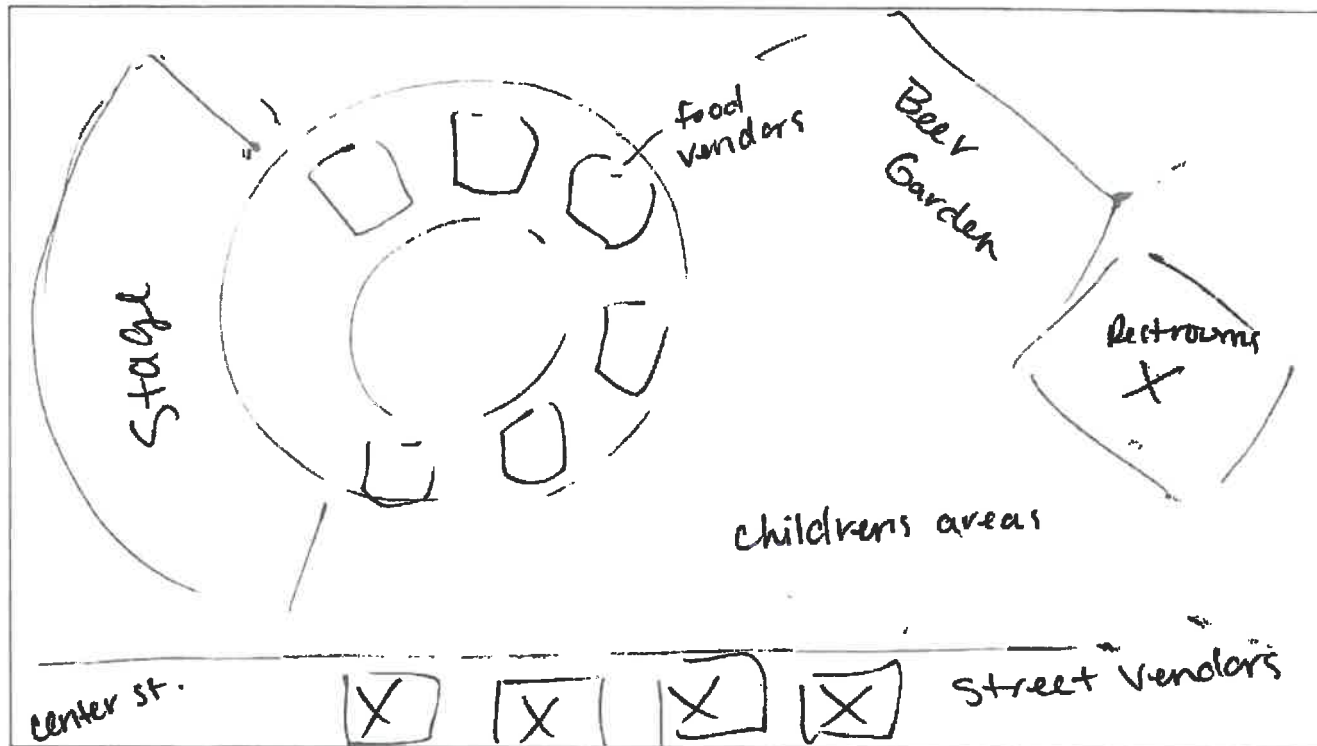 food
vendors
Beer
Garden
Stage
Restrooms
X
childrens areas
center st.
X
X
X
X
Street Vendors